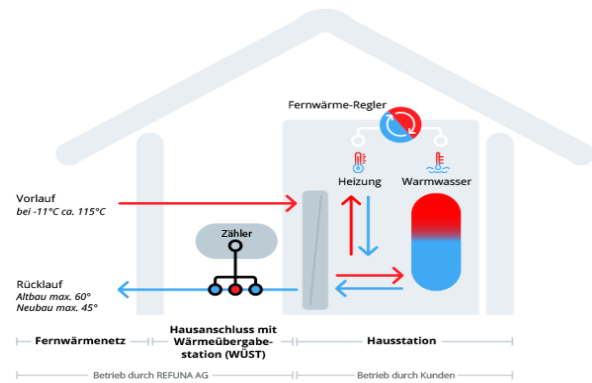 Fernwärme-Regler
Heizung
Warmwasser
Vorlauf
bei -11°C ca. 115°C
Zähler
Rücklauf
Altbau max. 60°
Neubau max. 45°
Fernwärmenetz
Hausanschluss mit
Wärmeübergabe-
station (WÜST)
Hausstation
Betrieb durch REFUNA AG
Betrieb durch Kunden